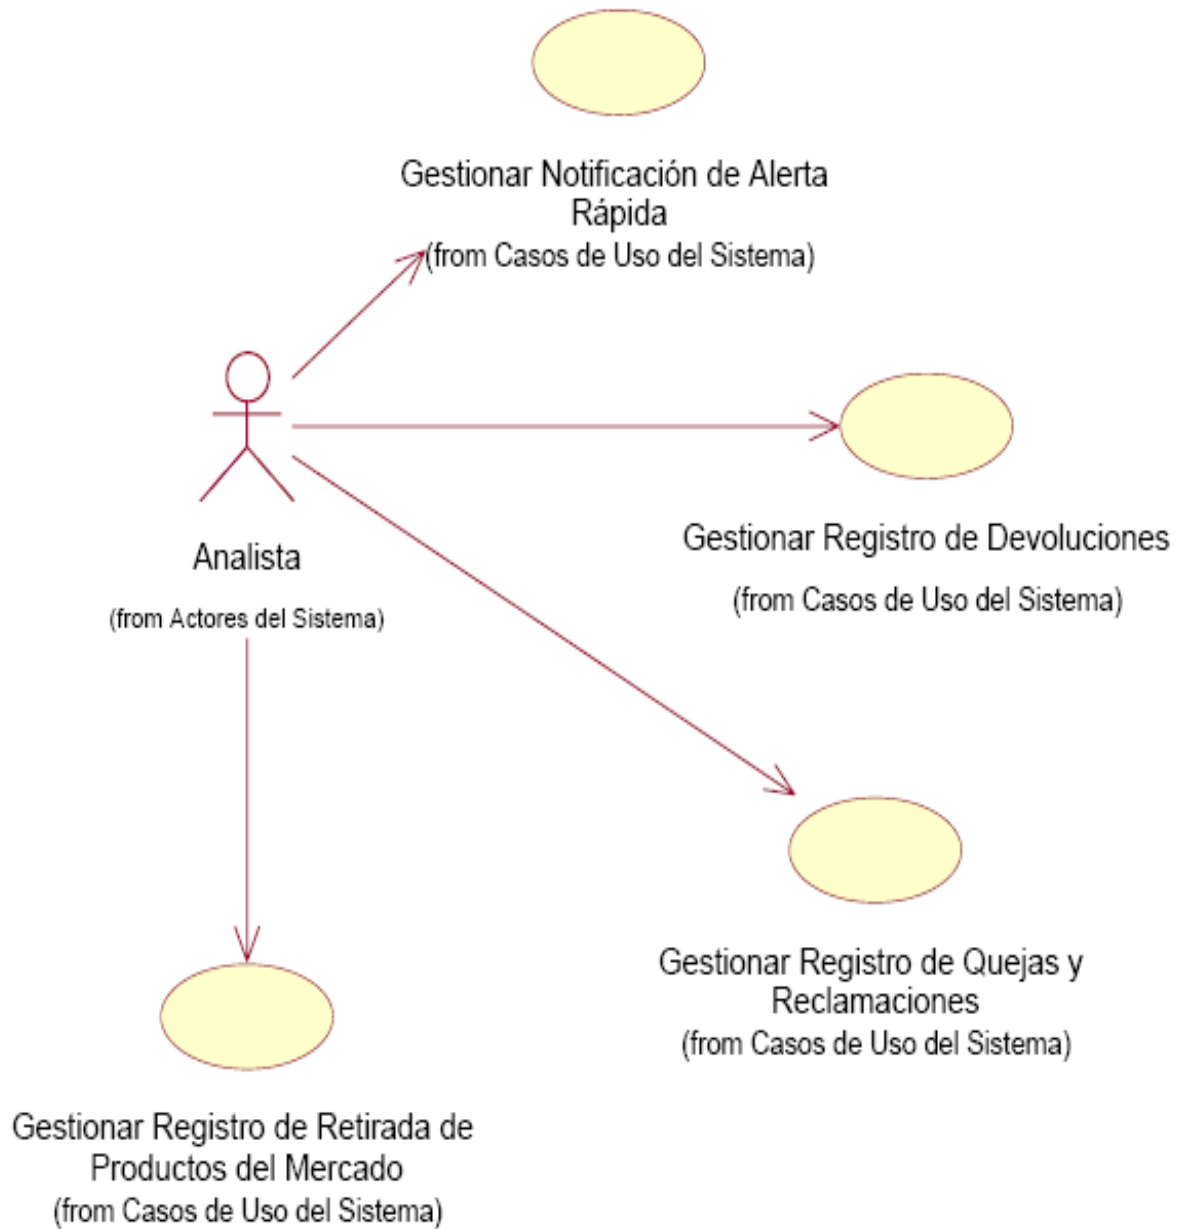 Gestionar Notificación de Alerta
Rápida
(from Casos de Uso del Sistema)
Analista
(from Actores del Sistema)
Gestionar Registro de Devoluciones
(from Casos de Uso del Sistema)
Gestionar Registro de Quejas y
Reclamaciones
(from Casos de Uso del Sistema)
Gestionar Registro de Retirada de
Productos del Mercado
(from Casos de Uso del Sistema)